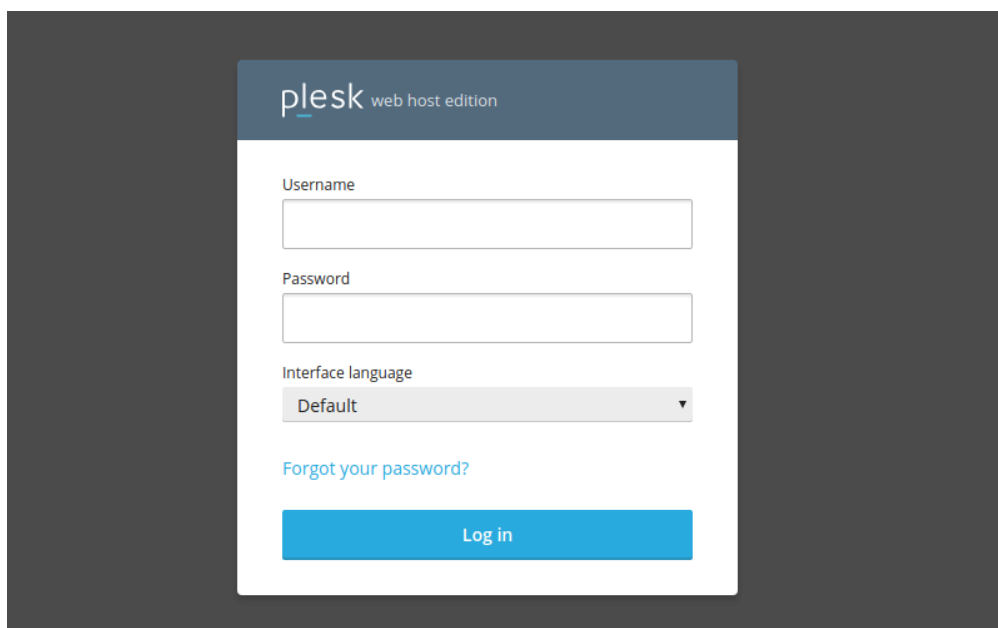 plesk web host edition
Username
Password
Interface language
Default
Forgot your password?
Log in